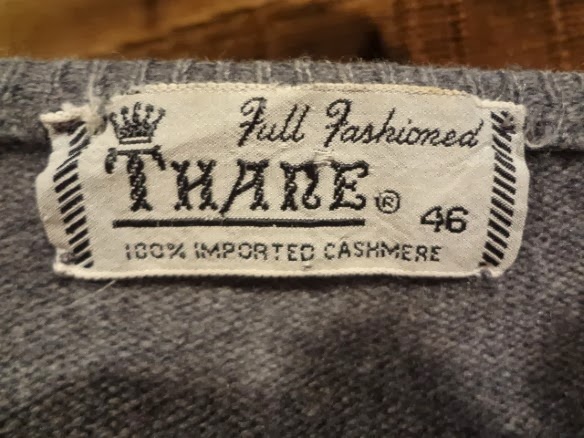 Full Fashioned
THANE® 46
100% IMPORTED CASHMERE